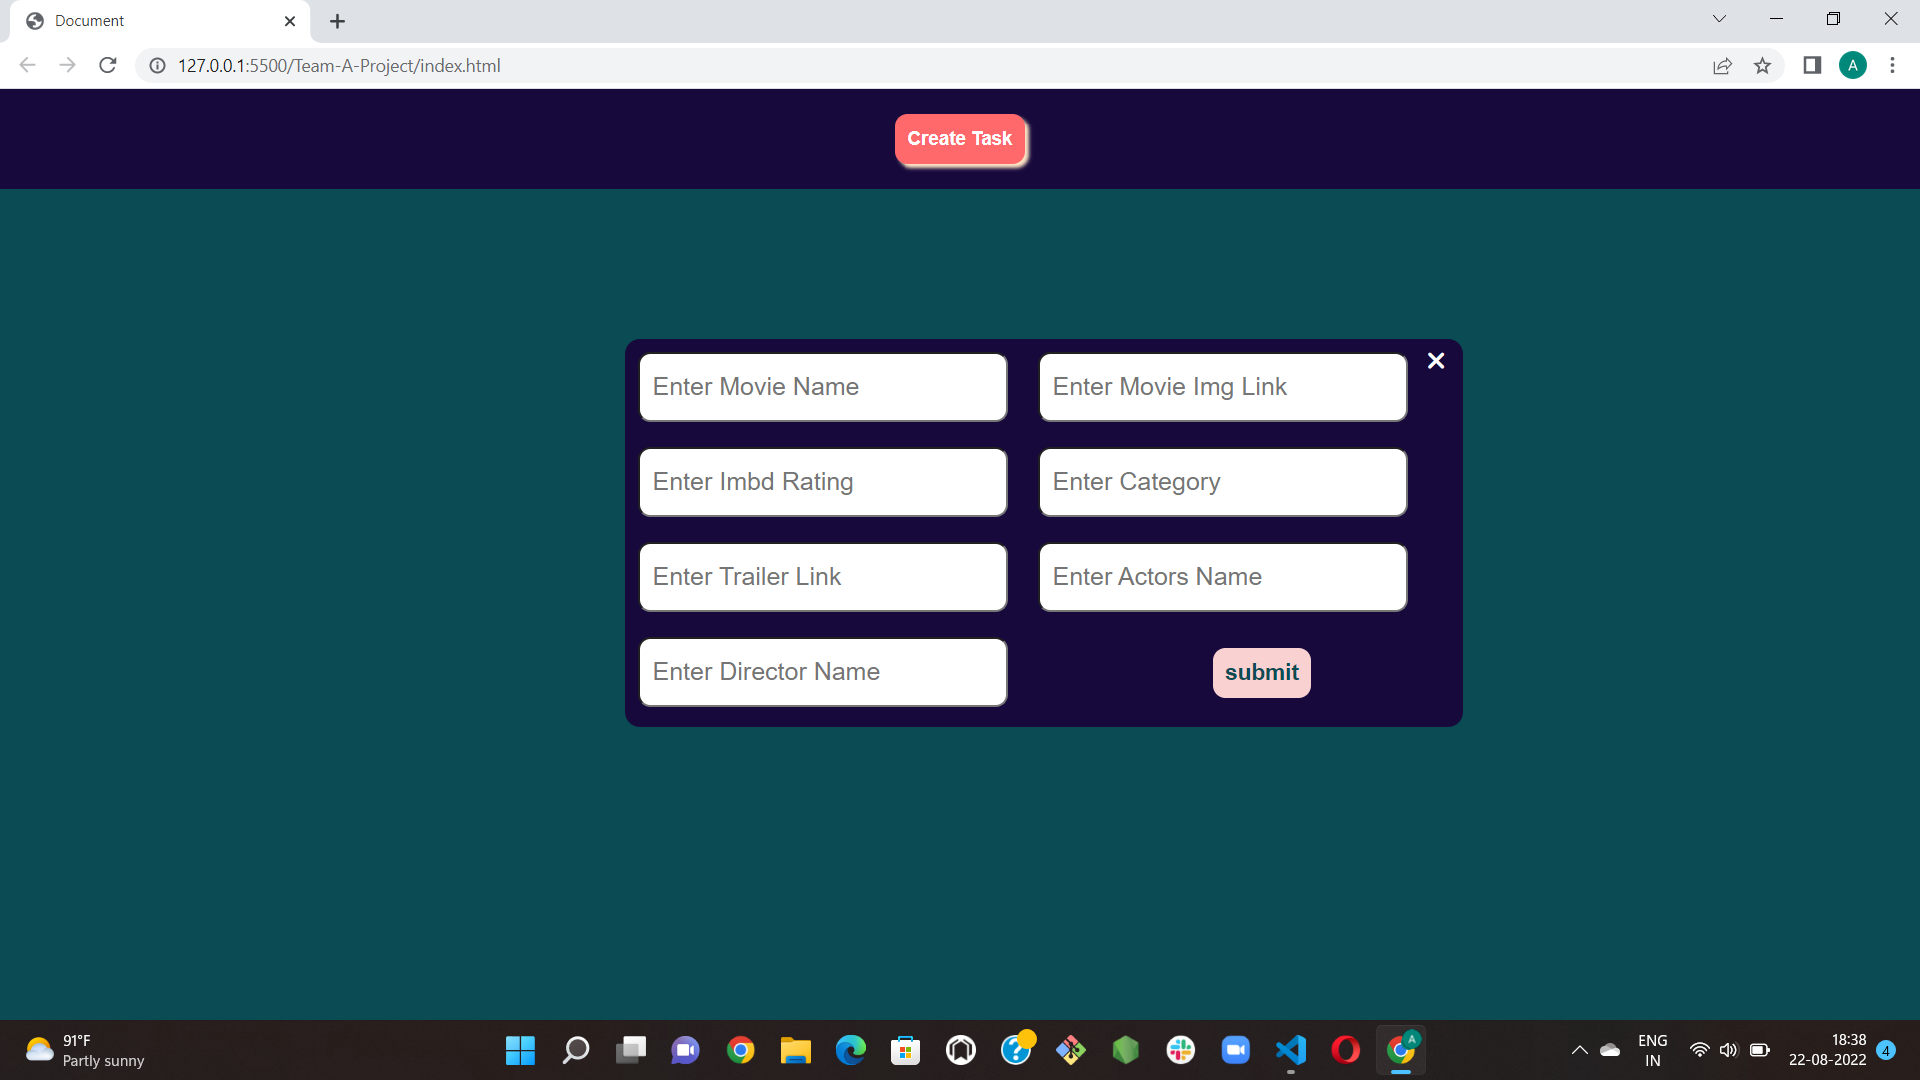 Document
127.0.0.1:5500/Team-A-Project/index.html
A
Create Task
Enter Movie Name
Enter Movie Img Link
Enter Imbd Rating
Enter Category
Enter Trailer Link
Enter Actors Name
Enter Director Name
submit
91°F
Partly sunny
A
ENG
IN
18:38
22-08-2022
4